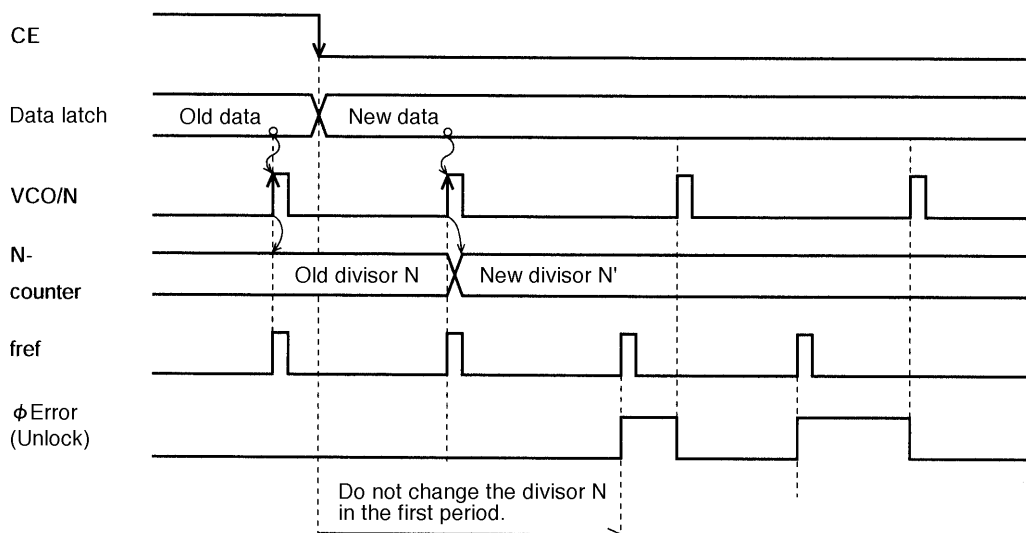 CE
Data latch
Old data
New data
VCO/N
N-
counter
Old divisor N
New divisor N'
fref
ϕ Error
(Unlock)
Do not change the divisor N
in the first period.